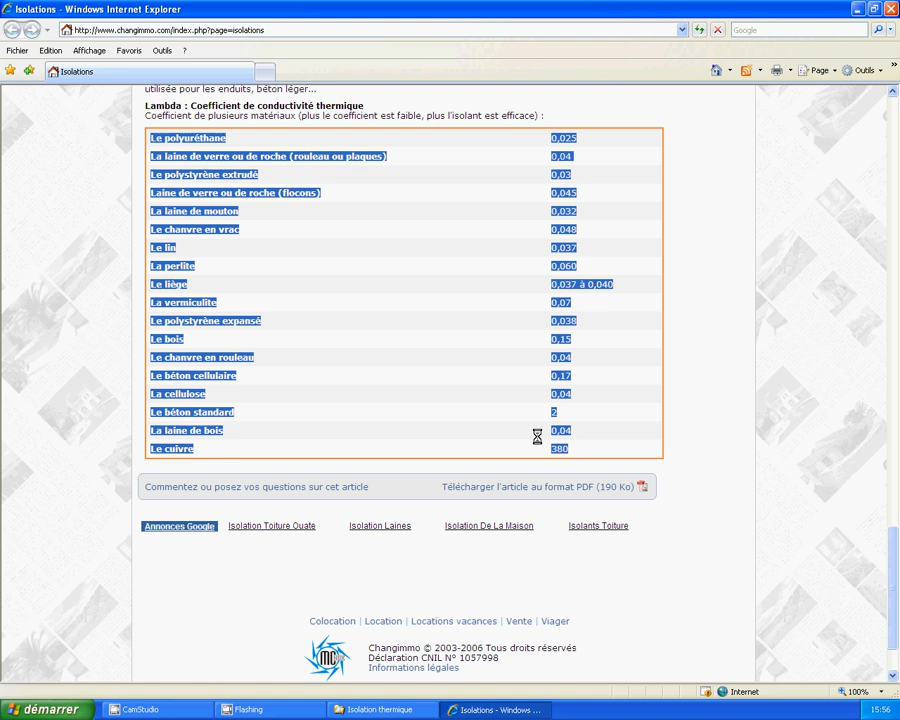 Isolations - Windows Internet Explorer
http://www.changimmo.com/index.php?page=isolations
Google
Fichier Edition Affichage Favoris Outils ?
Isolations
Page Outils
utilisée pour les enduits, béton léger...
Lambda : Coefficient de conductivité thermique
Coefficient de plusieurs matériaux (plus le coefficient est faible, plus l'isolant est efficace) :
Le polyuréthane 0,025
La laine de verre ou de roche (rouleau ou plaques) 0,04
Le polystyrène extrudé 0,03
Laine de verre ou de roche (flocons) 0,045
La laine de mouton 0,032
Le chanvre en vrac 0,048
Le lin 0,037
La perlite 0,060
Le liège 0,037 à 0,040
La vermiculite 0,07
Le polystyrène expansé 0,038
Le bois 0,15
Le chanvre en rouleau 0,04
Le béton cellulaire 0,17
La cellulose 0,04
Le béton standard 2
La laine de bois 0,04
Le cuivre 380
Commentez ou posez vos questions sur cet article Télécharger l'article au format PDF (190 Ko)
Annonces Google Isolation Toiture Ouate Isolation Laines Isolation De La Maison Isolants Toiture
Colocation | Location | Locations vacances | Vente | Viager
MC
Changimmo © 2003-2006 Tous droits réservés
Déclaration CNIL N° 1057998
Informations légales
Internet 100%
démarrer CamStudio Flashing Isolation thermique Isolations - Windows ... 15:56